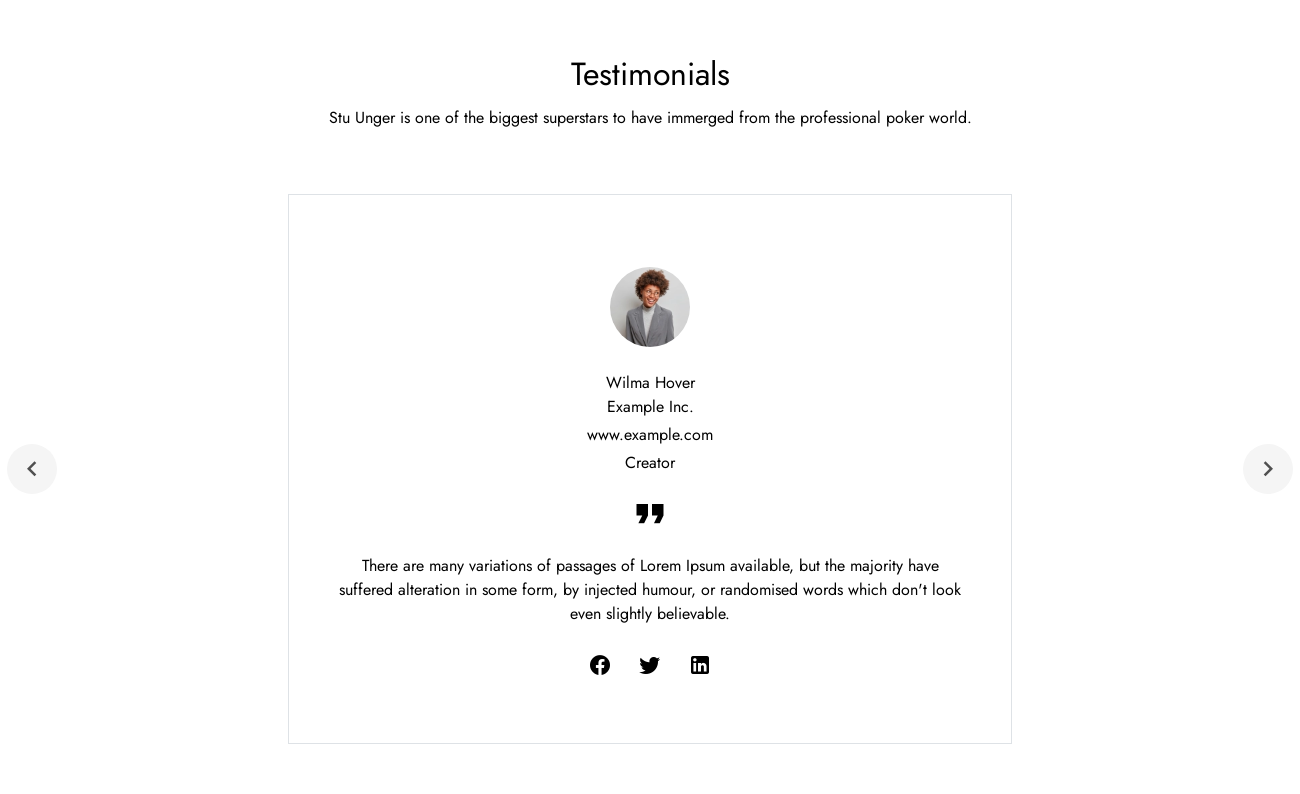 Testimonials
Stu Unger is one of the biggest superstars to have immerged from the professional poker world.
Wilma Hover
Example Inc.
www.example.com
Creator
There are many variations of passages of Lorem Ipsum available, but the majority have
suffered alteration in some form, by injected humour, or randomised words which don't look
even slightly believable.